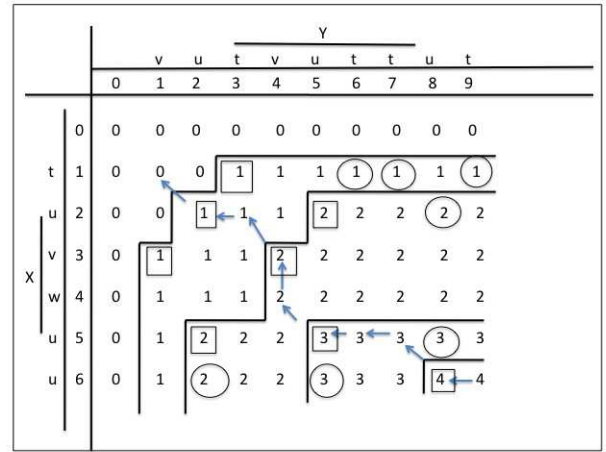 Y
v u t v u t t u t
0 1 2 3 4 5 6 7 8 9
0 0 0 0 0 0 0 0 0 0 0
t 1 0 0 0 1 1 1 1 1 1 1
u 2 0 0 1 1 1 2 2 2 2 2
v 3 0 1 1 1 2 2 2 2 2 2
X
w 4 0 1 1 1 2 2 2 2 2 2
u 5 0 1 2 2 2 3 3 3 3 3
u 6 0 1 2 2 2 3 3 3 4 4